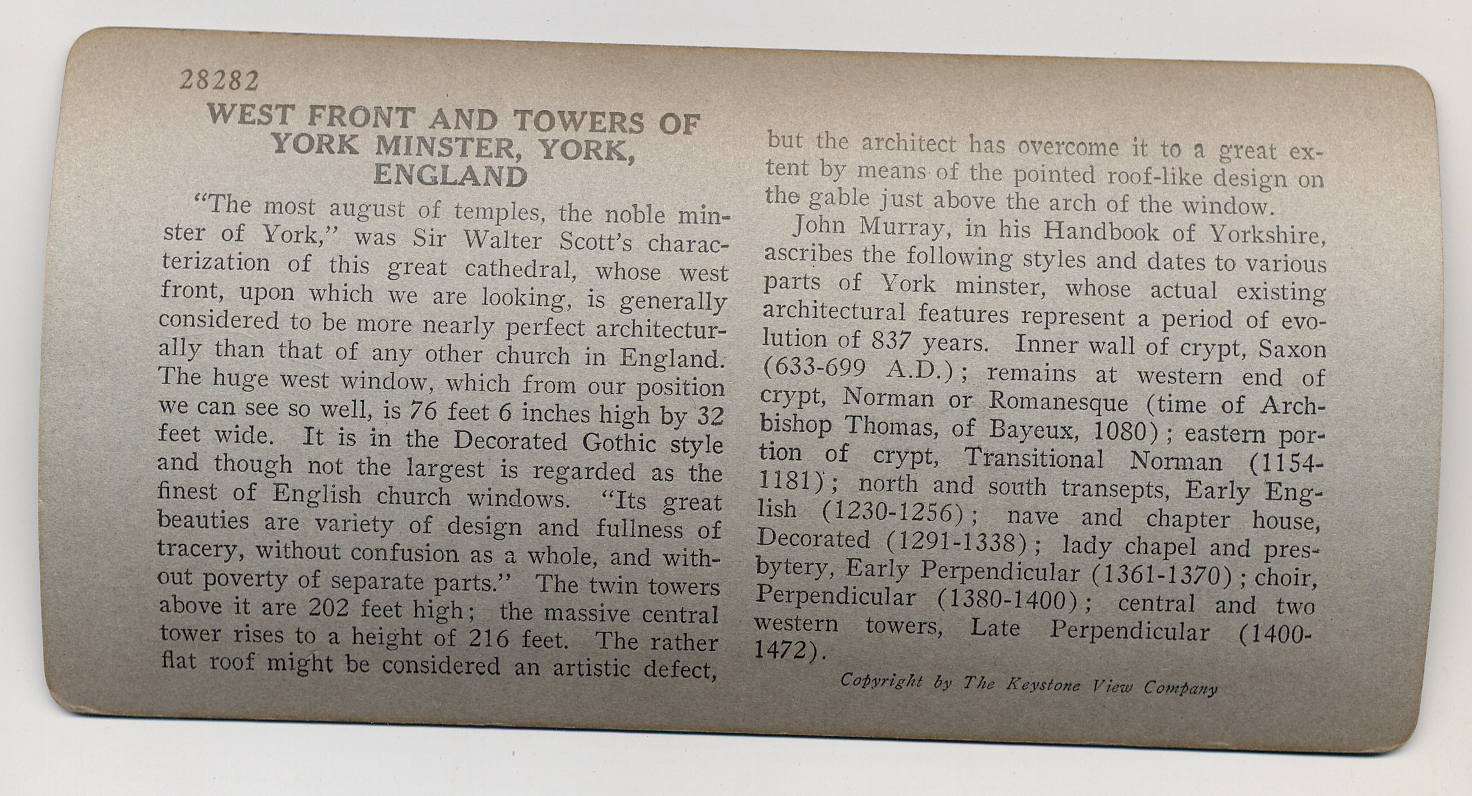 28282
WEST FRONT AND TOWERS OF
YORK MINSTER, YORK,
ENGLAND
“The most august of temples, the noble min-
ster of York,” was Sir Walter Scott’s charac-
terization of this great cathedral, whose west
front, upon which we are looking, is generally
considered to be more nearly perfect architectur-
ally than that of any other church in England.
The huge west window, which from our position
we can see so well, is 76 feet 6 inches high by 32
feet wide. It is in the Decorated Gothic style
and though not the largest is regarded as the
finest of English church windows. “Its great
beauties are variety of design and fullness of
tracery, without confusion as a whole, and with-
out poverty of separate parts.” The twin towers
above it are 202 feet high; the massive central
tower rises to a height of 216 feet. The rather
flat roof might be considered an artistic defect,
but the architect has overcome it to a great ex-
tent by means of the pointed roof-like design on
the gable just above the arch of the window.
John Murray, in his Handbook of Yorkshire,
ascribes the following styles and dates to various
parts of York minster, whose actual existing
architectural features represent a period of evo-
lution of 837 years. Inner wall of crypt, Saxon
(633-699 A.D.); remains at western end of
crypt, Norman or Romanesque (time of Arch-
bishop Thomas, of Bayeux, 1080); eastern por-
tion of crypt, Transitional Norman (1154-
1181); north and south transepts, Early Eng-
lish (1230-1256); nave and chapter house,
Decorated (1291-1338); lady chapel and pres-
bytery, Early Perpendicular (1361-1370); choir,
Perpendicular (1380-1400); central and two
western towers, Late Perpendicular (1400-
1472).
Copyright by The Keystone View Company